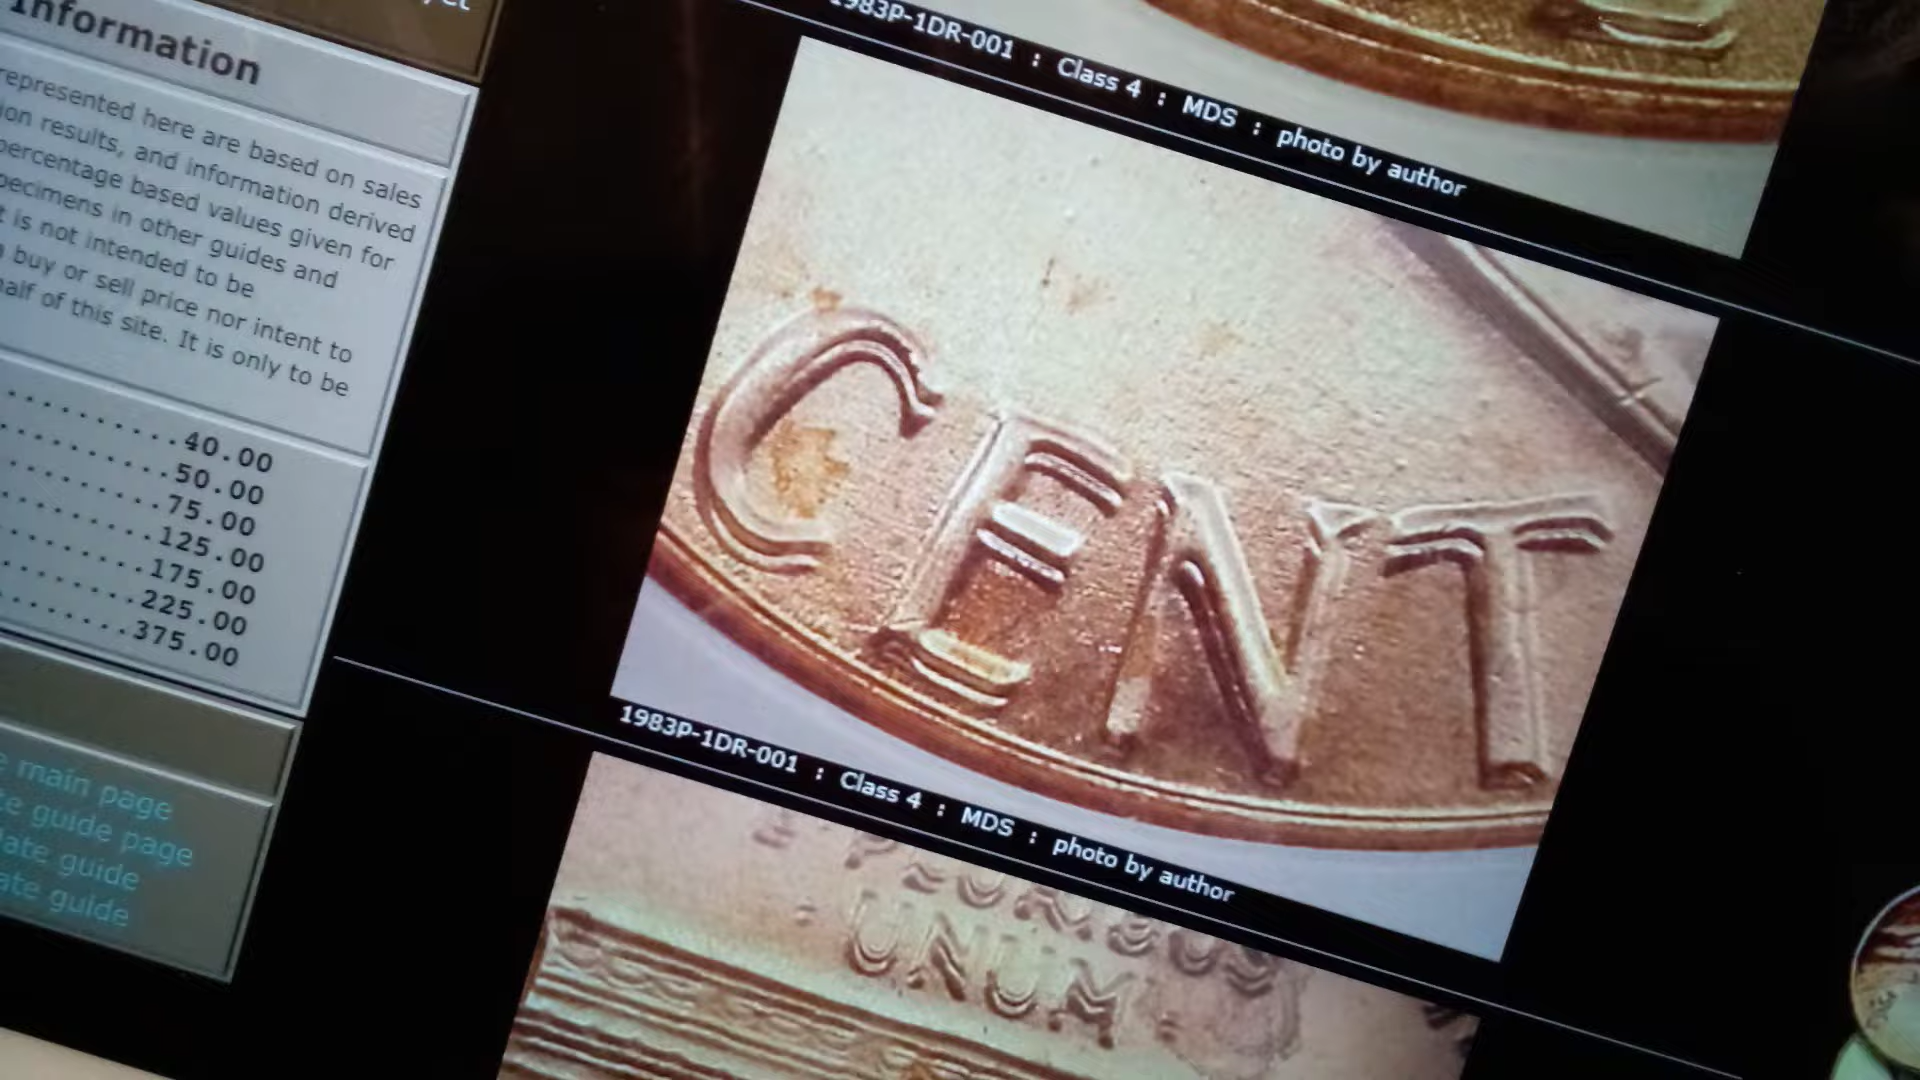 Information
represented here are based on sales
ion results, and information derived
percentage based values given for
pecimens in other guides and
t is not intended to be
buy or sell price nor intent to
half of this site. It is only to be
..........40.00
..........50.00
..........75.00
..........125.00
..........175.00
..........225.00
..........375.00
main page
guide page
guide
guide
1983P-1DR-001 : Class 4 : MDS : photo by author
CENT
1983P-1DR-001 : Class 4 : MDS : photo by author
PLURIBUS
UNUM